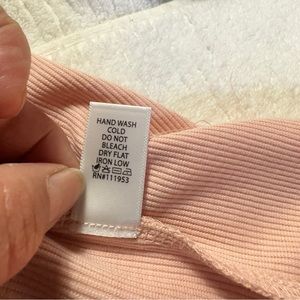 HAND WASH
COLD
DO NOT
BLEACH
DRY FLAT
IRON LOW
RN#111953